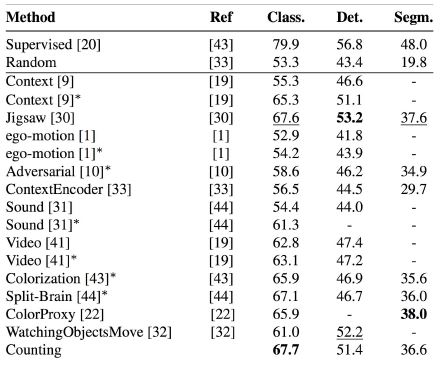 Method Ref Class. Det. Segm.
Supervised [20] [43] 79.9 56.8 48.0
Random [33] 53.3 43.4 19.8
Context [9] [19] 55.3 46.6 -
Context [9]* [19] 65.3 51.1 -
Jigsaw [30] [30] 67.6 53.2 37.6
ego-motion [1] [1] 52.9 41.8 -
ego-motion [1]* [1] 54.2 43.9 -
Adversarial [10]* [10] 58.6 46.2 34.9
ContextEncoder [33] [33] 56.5 44.5 29.7
Sound [31] [44] 54.4 44.0 -
Sound [31]* [44] 61.3 - -
Video [41] [19] 62.8 47.4 -
Video [41]* [19] 63.1 47.2 -
Colorization [43]* [43] 65.9 46.9 35.6
Split-Brain [44]* [44] 67.1 46.7 36.0
ColorProxy [22] [22] 65.9 - 38.0
WatchingObjectsMove [32] [32] 61.0 52.2 -
Counting 67.7 51.4 36.6